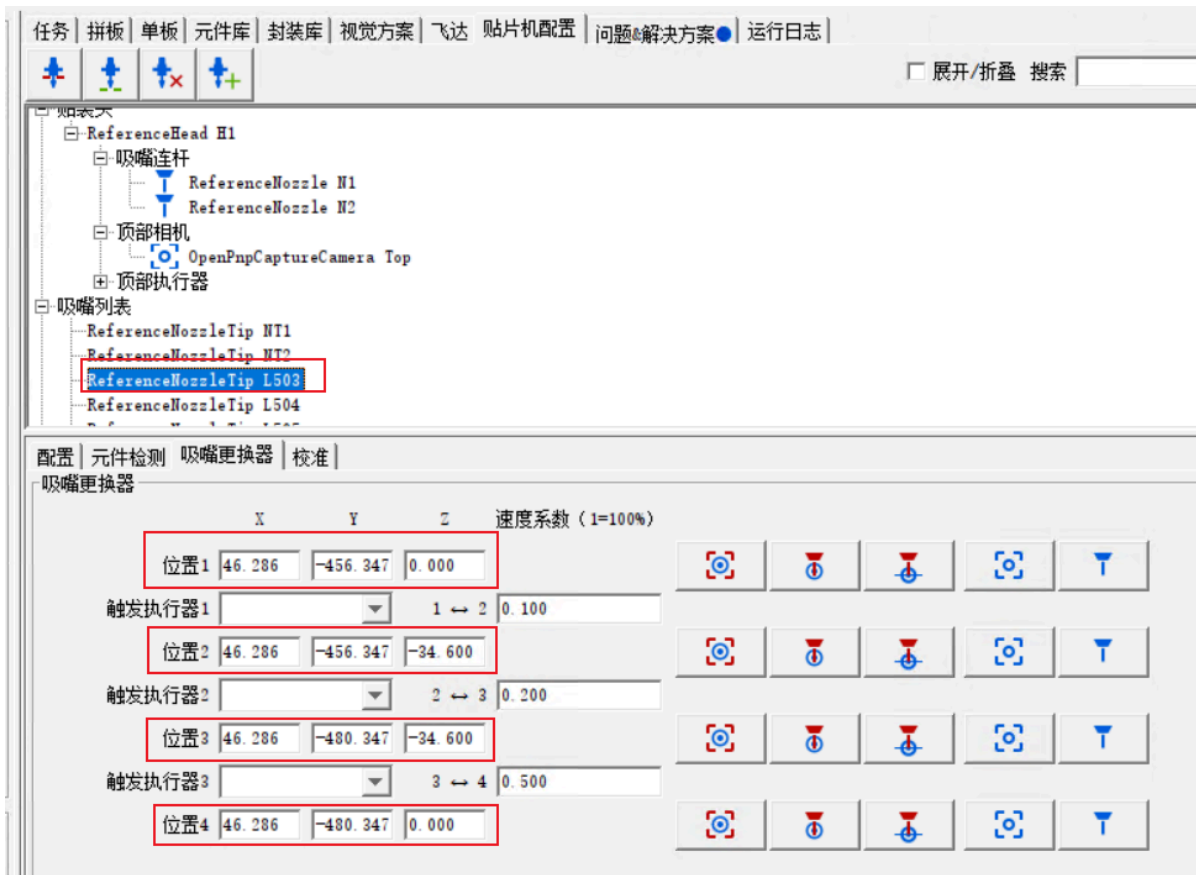 任务 拼板 单板 元件库 封装库 视觉方案 飞达 贴片机配置 问题&解决方案 运行日志
展开/折叠 搜索
贴装头
ReferenceHead H1
吸嘴连杆
ReferenceNozzle N1
ReferenceNozzle N2
顶部相机
OpenPnpCaptureCamera Top
顶部执行器
吸嘴列表
ReferenceNozzleTip NT1
ReferenceNozzleTip NT2
ReferenceNozzleTip L503
ReferenceNozzleTip L504
配置 元件检测 吸嘴更换器 校准
吸嘴更换器
X Y Z 速度系数（1=100%）
位置1 46.286 -456.347 0.000
触发执行器1 1 ↔ 2 0.100
位置2 46.286 -456.347 -34.600
触发执行器2 2 ↔ 3 0.200
位置3 46.286 -480.347 -34.600
触发执行器3 3 ↔ 4 0.500
位置4 46.286 -480.347 0.000